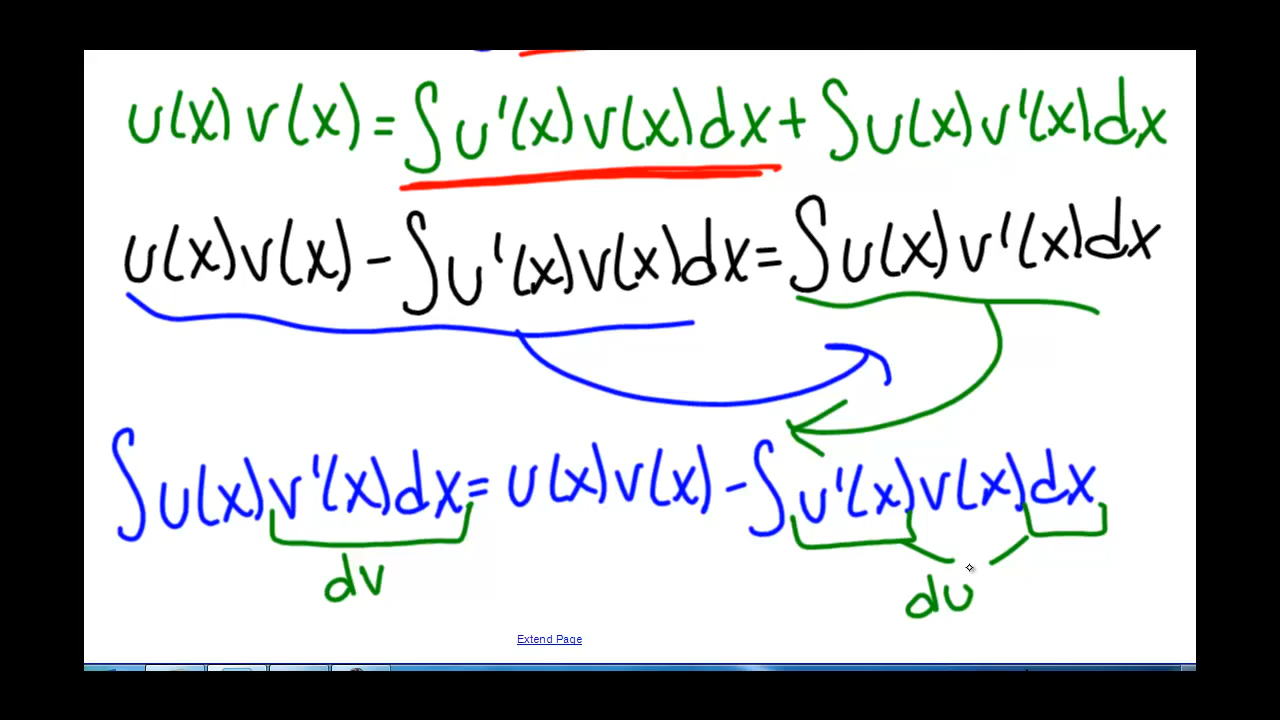 u(x)v(x) = ∫u'(x)v(x)dx + ∫u(x)v'(x)dx
u(x)v(x) - ∫u'(x)v(x)dx = ∫u(x)v'(x)dx
∫u(x)v'(x)dx = u(x)v(x) - ∫u'(x)v(x)dx
dv du
Extend Page